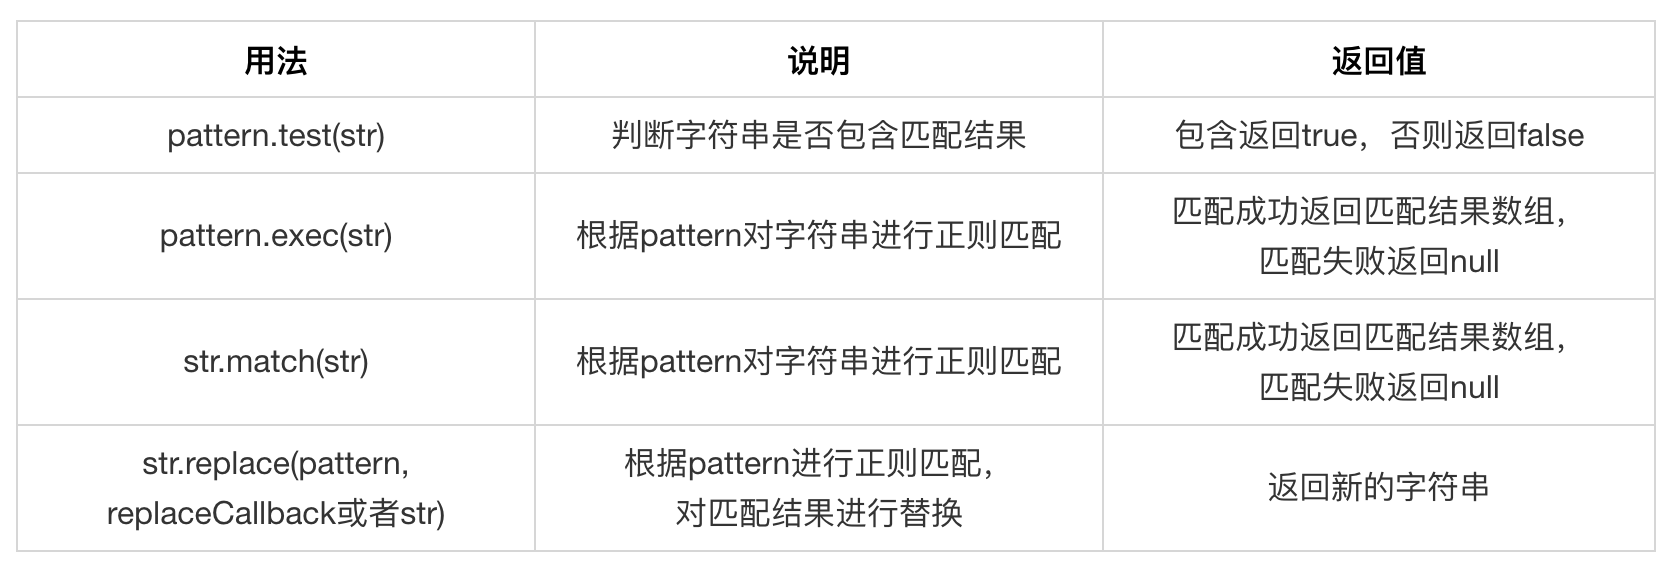 用法
说明
返回值
pattern.test(str)
判断字符串是否包含匹配结果
包含返回true，否则返回false
pattern.exec(str)
根据pattern对字符串进行正则匹配
匹配成功返回匹配结果数组，
匹配失败返回null
str.match(str)
根据pattern对字符串进行正则匹配
匹配成功返回匹配结果数组，
匹配失败返回null
str.replace(pattern,
replaceCallback或者str)
根据pattern进行正则匹配，
对匹配结果进行替换
返回新的字符串